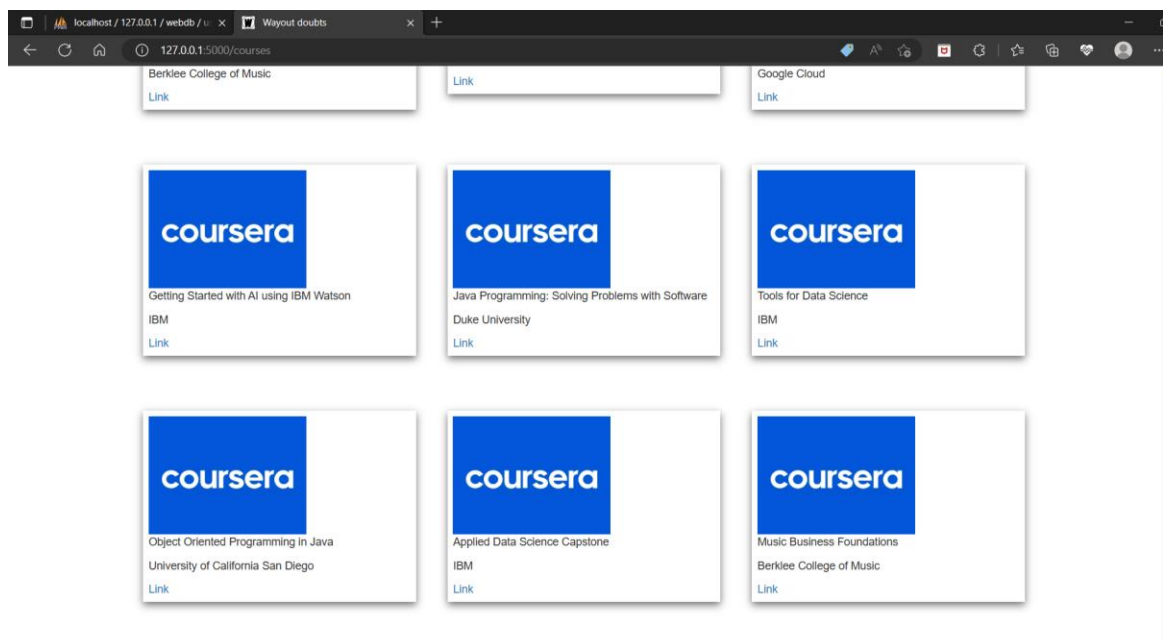 localhost / 127.0.0.1 / webdb / u
Wayout doubts
127.0.0.1:5000/courses
Berklee College of Music
Link
Link
Google Cloud
Link
coursera
Getting Started with AI using IBM Watson
IBM
Link
coursera
Java Programming: Solving Problems with Software
Duke University
Link
coursera
Tools for Data Science
IBM
Link
coursera
Object Oriented Programming in Java
University of California San Diego
Link
coursera
Applied Data Science Capstone
IBM
Link
coursera
Music Business Foundations
Berklee College of Music
Link